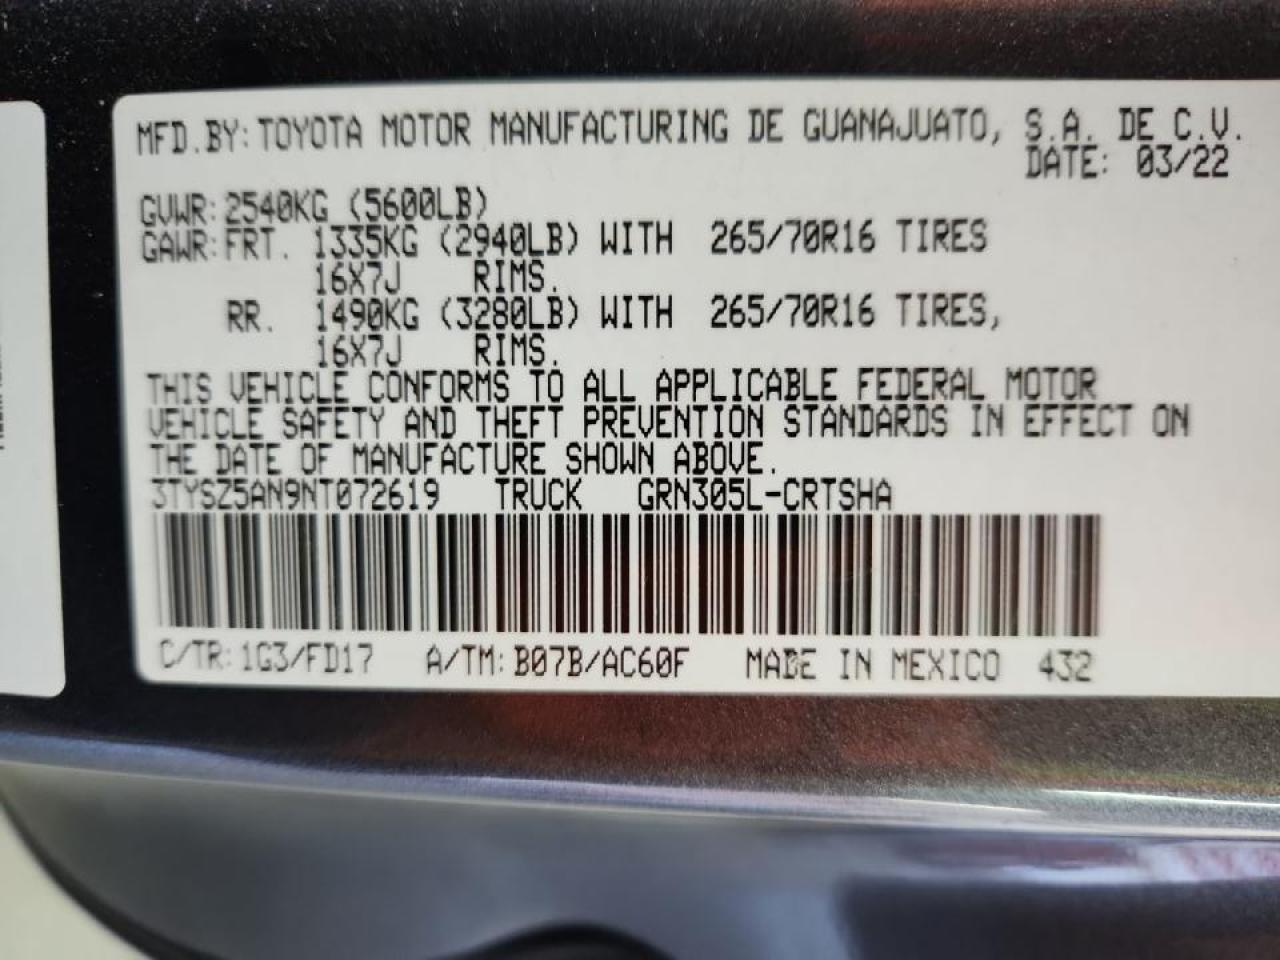 MFD.BY: TOYOTA MOTOR MANUFACTURING DE GUANAJUATO, S.A. DE C.V.
DATE: 03/22
GVWR: 2540KG (5600LB)
GAWR: FRT. 1335KG (2940LB) WITH 265/70R16 TIRES
16X7J RIMS.
RR. 1490KG (3280LB) WITH 265/70R16 TIRES,
16X7J RIMS.
THIS VEHICLE CONFORMS TO ALL APPLICABLE FEDERAL MOTOR
VEHICLE SAFETY AND THEFT PREVENTION STANDARDS IN EFFECT ON
THE DATE OF MANUFACTURE SHOWN ABOVE.
3TYSZ5AN9NT072619 TRUCK GRN305L-CRTSHA
C/TR: 1G3/FD17 A/TM: B07B/AC60F MADE IN MEXICO 432